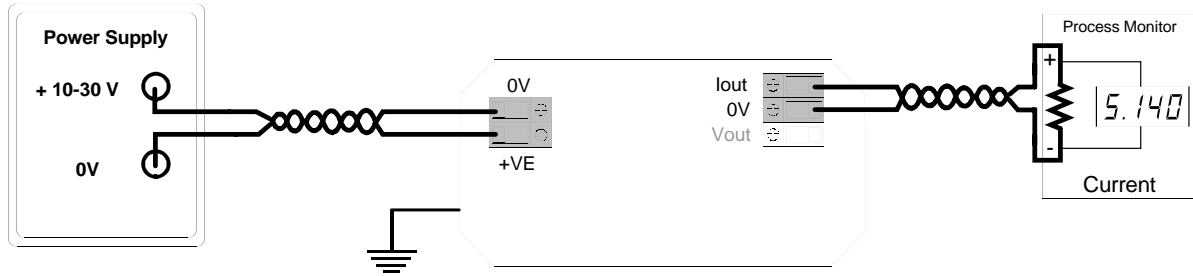 Power Supply
+ 10-30 V
0V
0V
+VE
Iout
0V
Vout
Process Monitor
+
5.140
-
Current